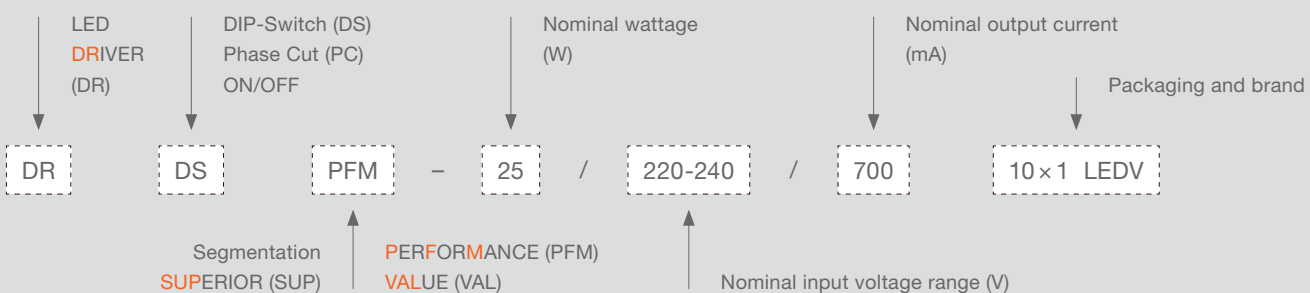 LED
DRIVER
(DR)
DIP-Switch (DS)
Phase Cut (PC)
ON/OFF
Nominal wattage
(W)
Nominal output current
(mA)
Packaging and brand
DR DS PFM – 25 / 220-240 / 700 10×1 LEDV
Segmentation
SUPERIOR (SUP)
PERFORMANCE (PFM)
VALUE (VAL)
Nominal input voltage range (V)